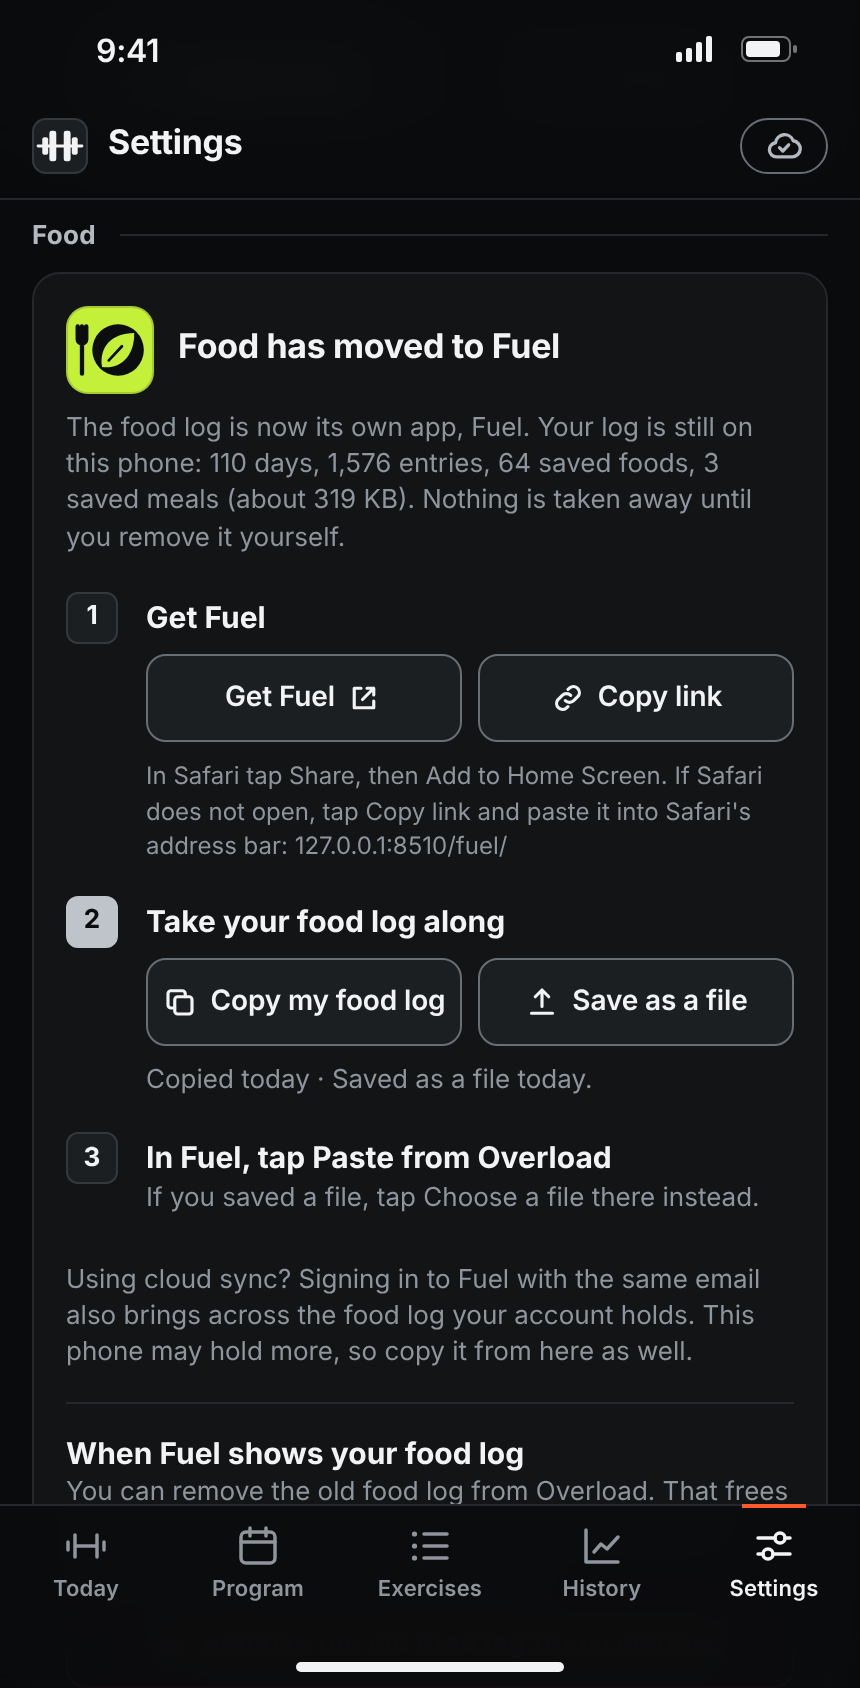 9:41
Settings
Food
Food has moved to Fuel
The food log is now its own app, Fuel. Your log is still on
this phone: 110 days, 1,576 entries, 64 saved foods, 3
saved meals (about 319 KB). Nothing is taken away until
you remove it yourself.
1
Get Fuel
Get Fuel
Copy link
In Safari tap Share, then Add to Home Screen. If Safari
does not open, tap Copy link and paste it into Safari's
address bar: 127.0.0.1:8510/fuel/
2
Take your food log along
Copy my food log
Save as a file
Copied today · Saved as a file today.
3
In Fuel, tap Paste from Overload
If you saved a file, tap Choose a file there instead.
Using cloud sync? Signing in to Fuel with the same email
also brings across the food log your account holds. This
phone may hold more, so copy it from here as well.
When Fuel shows your food log
You can remove the old food log from Overload. That frees
Today
Program
Exercises
History
Settings